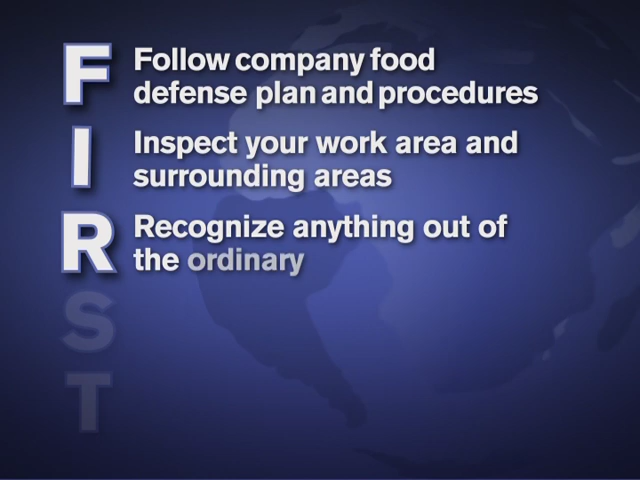 F Follow company food
defense plan and procedures
I Inspect your work area and
surrounding areas
R Recognize anything out of
the ordinary
S
T